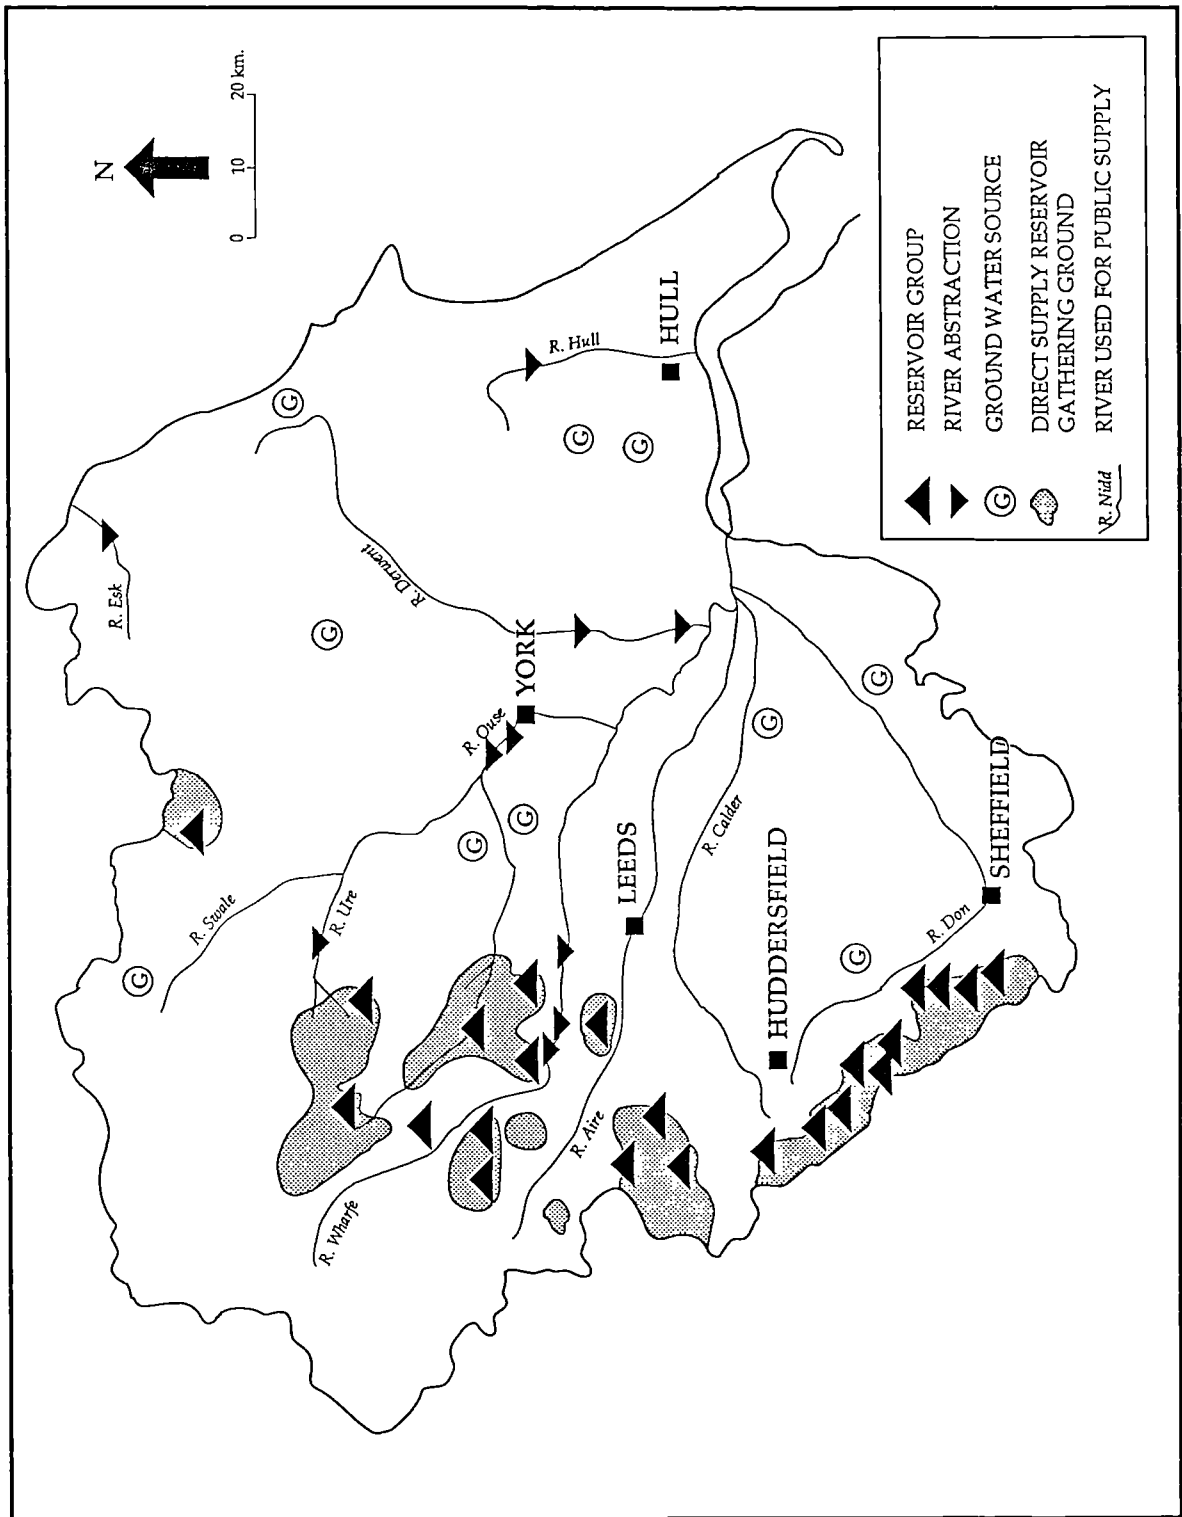 N
0 10 20 km.
R. Esk
R. Swale
R. Ure
R. Derwent
R. Ouse
YORK
R. Hull
HULL
R. Wharfe
R. Aire
LEEDS
R. Calder
HUDDERSFIELD
R. Don
SHEFFIELD
G
G
G
G
G
G
G
G
G
G
RESERVOIR GROUP
RIVER ABSTRACTION
G GROUND WATER SOURCE
DIRECT SUPPLY RESERVOIR
GATHERING GROUND
R. Nidd RIVER USED FOR PUBLIC SUPPLY